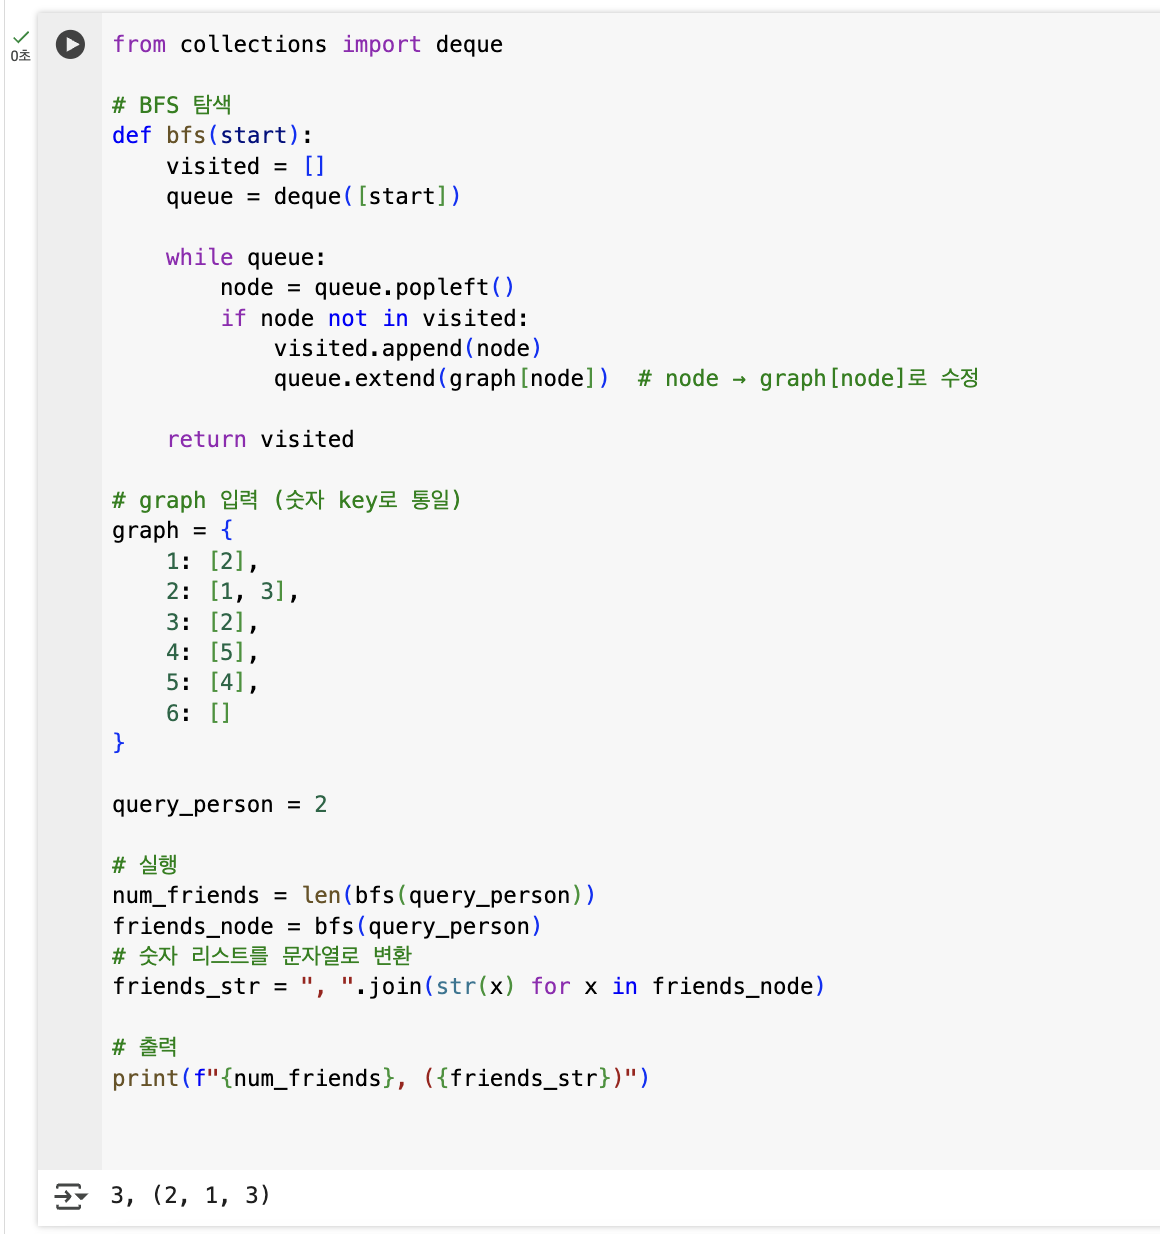 0초
from collections import deque
# BFS 탐색
def bfs(start):
    visited = []
    queue = deque([start])
    while queue:
        node = queue.popleft()
        if node not in visited:
            visited.append(node)
            queue.extend(graph[node])  # node → graph[node]로 수정
    return visited
# graph 입력 (숫자 key로 통일)
graph = {
    1: [2],
    2: [1, 3],
    3: [2],
    4: [5],
    5: [4],
    6: []
}
query_person = 2
# 실행
num_friends = len(bfs(query_person))
friends_node = bfs(query_person)
# 숫자 리스트를 문자열로 변환
friends_str = ", ".join(str(x) for x in friends_node)
# 출력
print(f"{num_friends}, ({friends_str})")
3, (2, 1, 3)